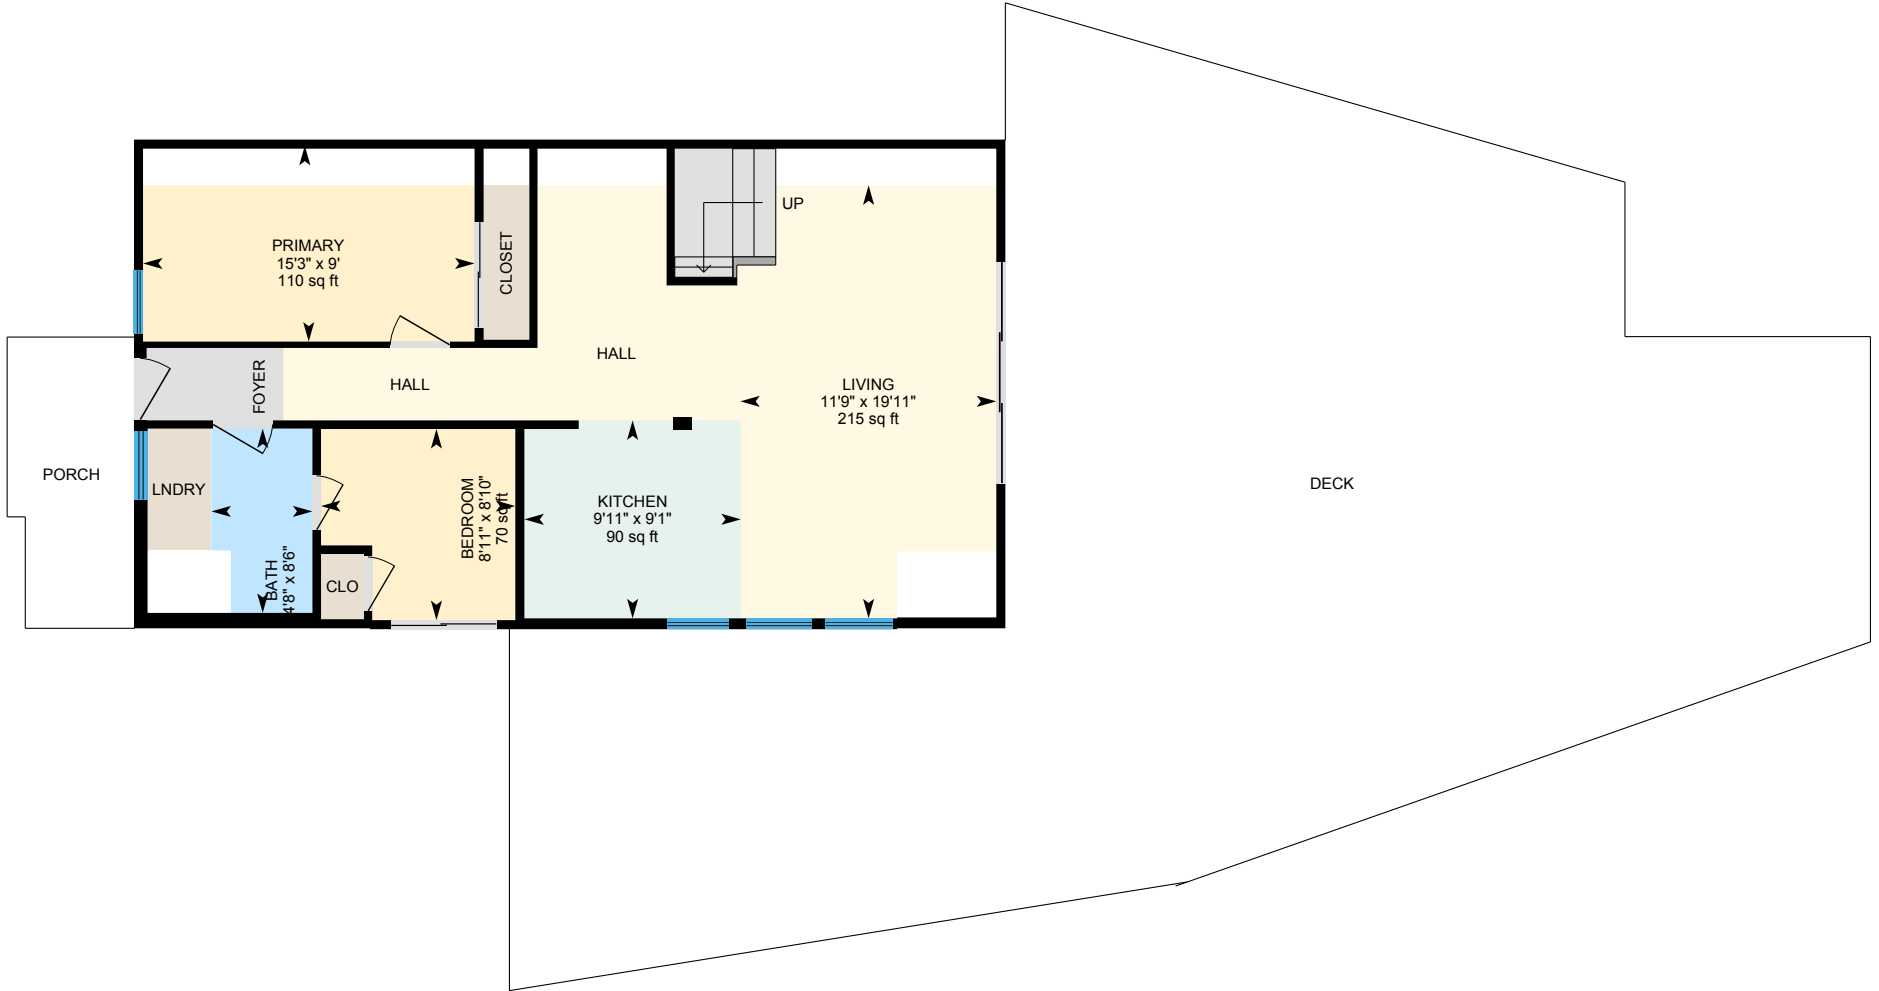 UP
PRIMARY
15'3" x 9'
110 sq ft
CLOSET
HALL
FOYER
HALL
LIVING
11'9" x 19'11"
215 sq ft
PORCH
LNDRY
BATH
4'8" x 8'6"
BEDROOM
8'11" x 8'10"
70 sq ft
CLO
KITCHEN
9'11" x 9'1"
90 sq ft
DECK